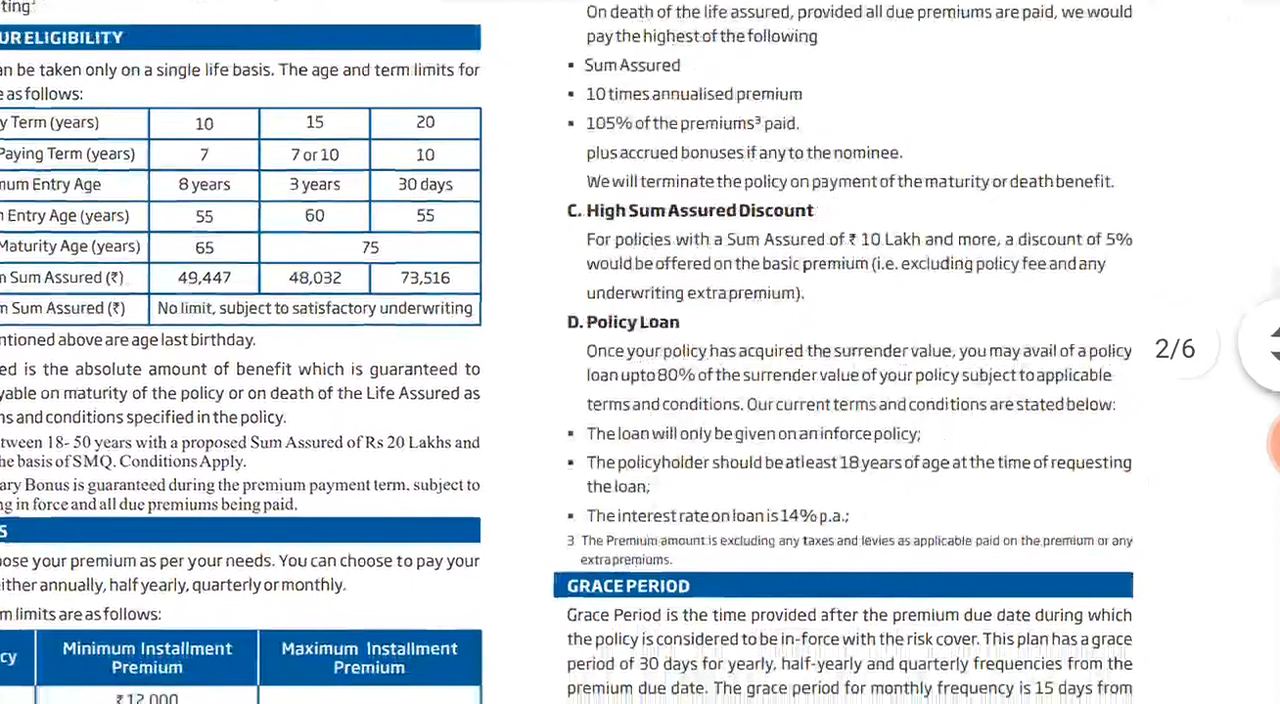 ting¹
UR ELIGIBILITY
an be taken only on a single life basis. The age and term limits for
e as follows:
y Term (years) 10 15 20
Paying Term (years) 7 7 or 10 10
num Entry Age 8 years 3 years 30 days
n Entry Age (years) 55 60 55
Maturity Age (years) 65 75
n Sum Assured (₹) 49,447 48,032 73,516
m Sum Assured (₹) No limit, subject to satisfactory underwriting
ntioned above are age last birthday.
ed is the absolute amount of benefit which is guaranteed to
yable on maturity of the policy or on death of the Life Assured as
ns and conditions specified in the policy.
tween 18- 50 years with a proposed Sum Assured of Rs 20 Lakhs and
he basis of SMQ. Conditions Apply.
ary Bonus is guaranteed during the premium payment term. subject to
ng in force and all due premiums being paid.
S
oose your premium as per your needs. You can choose to pay your
either annually, half yearly, quarterly or monthly.
m limits are as follows:
cy Minimum Installment Premium Maximum Installment Premium
₹12,000
On death of the life assured, provided all due premiums are paid, we would
pay the highest of the following
▪ Sum Assured
▪ 10 times annualised premium
▪ 105% of the premiums³ paid.
plus accrued bonuses if any to the nominee.
We will terminate the policy on payment of the maturity or death benefit.
C. High Sum Assured Discount
For policies with a Sum Assured of ₹ 10 Lakh and more, a discount of 5%
would be offered on the basic premium (i.e. excluding policy fee and any
underwriting extra premium).
D. Policy Loan
Once your policy has acquired the surrender value, you may avail of a policy
loan upto 80% of the surrender value of your policy subject to applicable
terms and conditions. Our current terms and conditions are stated below:
▪ The loan will only be given on an inforce policy;
▪ The policyholder should be atleast 18 years of age at the time of requesting
the loan;
▪ The interest rate on loan is 14% p.a.;
3 The Premium amount is excluding any taxes and levies as applicable paid on the premium or any
extra premiums.
GRACE PERIOD
Grace Period is the time provided after the premium due date during which
the policy is considered to be in-force with the risk cover. This plan has a grace
period of 30 days for yearly, half-yearly and quarterly frequencies from the
premium due date. The grace period for monthly frequency is 15 days from
2/6